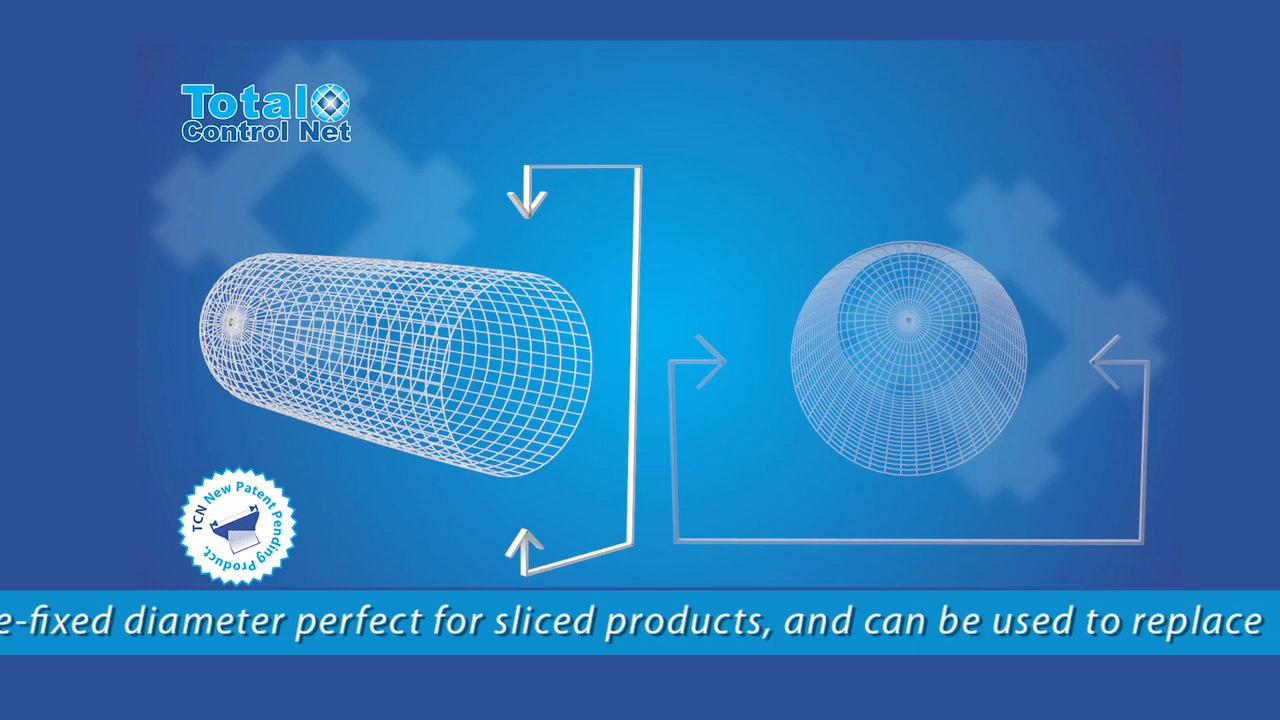 Total
Control Net
TCN New Patent Pending Product.
e-fixed diameter perfect for sliced products, and can be used to replace